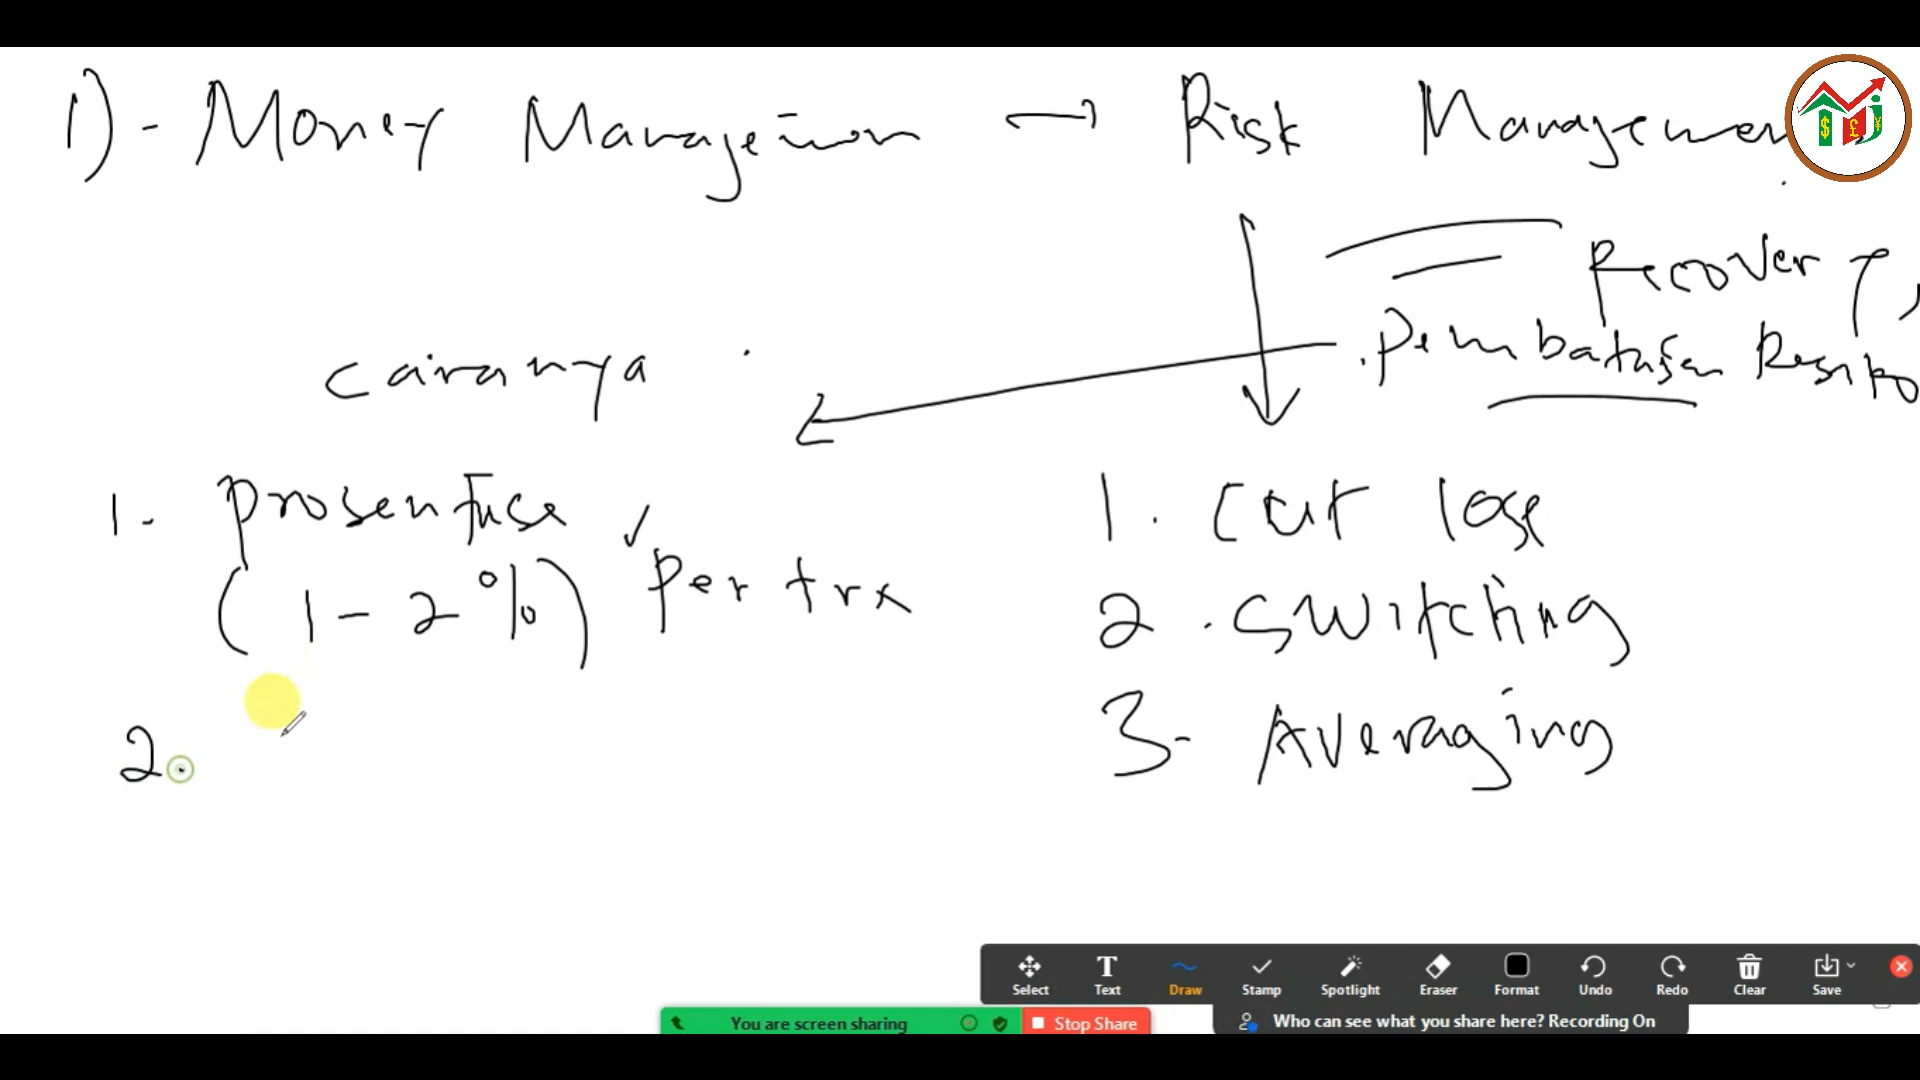 1) - Money Management → Risk Management
Recovery,
. Pembatasan Resiko
caranya
1. Prosentase
(1 - 2 %) ✓ Per trx
2.
1. Cut lose
2. Switching
3 - Averaging
Select
Text
Draw
Stamp
Spotlight
Eraser
Format
Undo
Redo
Clear
Save
You are screen sharing
Stop Share
Who can see what you share here? Recording On